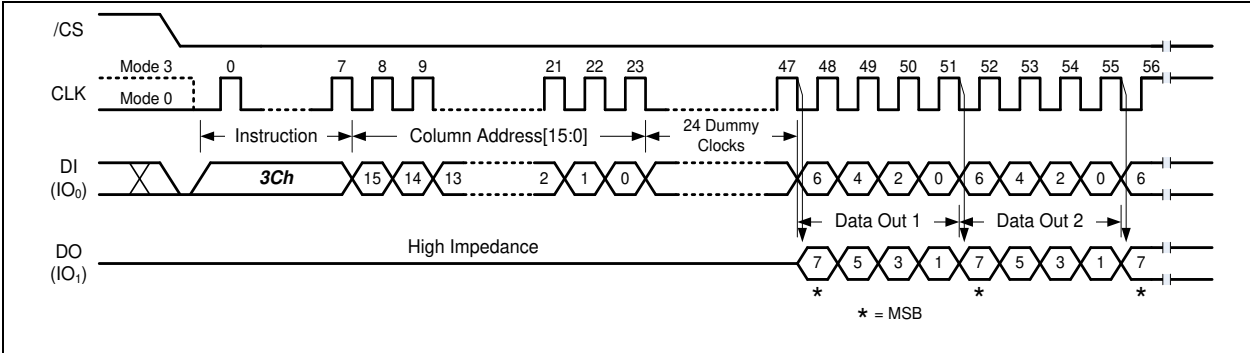 /CS
Mode 3 0 7 8 9 21 22 23 47 48 49 50 51 52 53 54 55 56
CLK
Mode 0
Instruction Column Address[15:0] 24 Dummy Clocks
DI
(IO0)
3Ch 15 14 13 2 1 0 6 4 2 0 6 4 2 0 6
Data Out 1 Data Out 2
High Impedance
DO
(IO1)
7 5 3 1 7 5 3 1 7
* * *
* = MSB